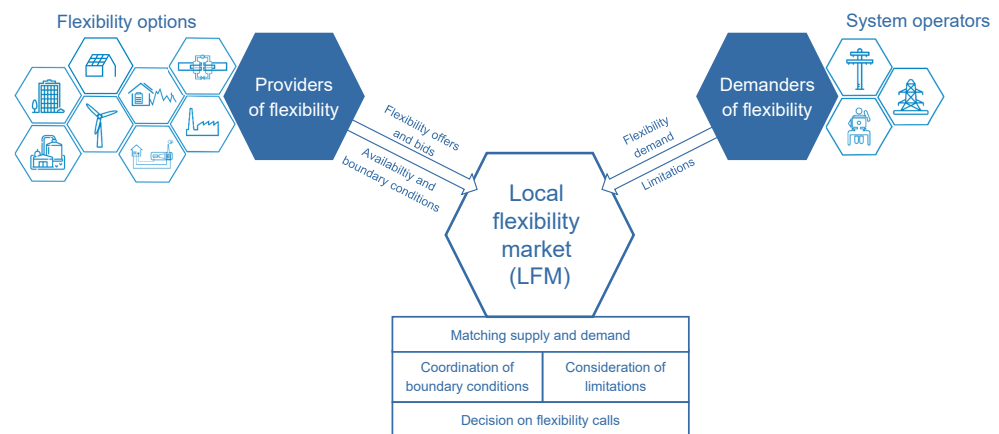 Flexibility options
System operators
Providers
of flexibility
Demanders
of flexibility
Flexibility offers
and bids
Availabiltiy and
boundary conditions
Flexibility
demand
Limitations
Local
flexibility
market
(LFM)
Matching supply and demand
Coordination of
boundary conditions
Consideration of
limitations
Decision on flexibility calls